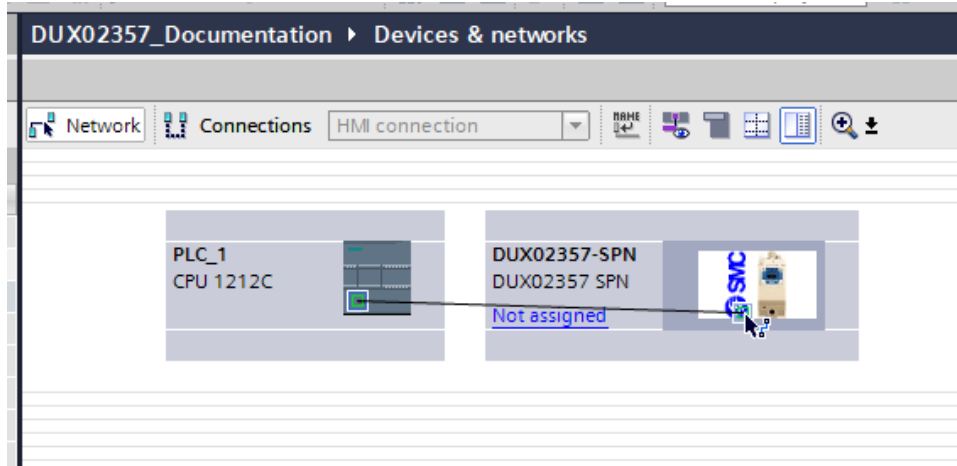 DUX02357_Documentation ▸ Devices & networks
Network Connections HMI connection NAME
PLC_1
CPU 1212C
DUX02357-SPN
DUX02357 SPN
Not assigned
SMC